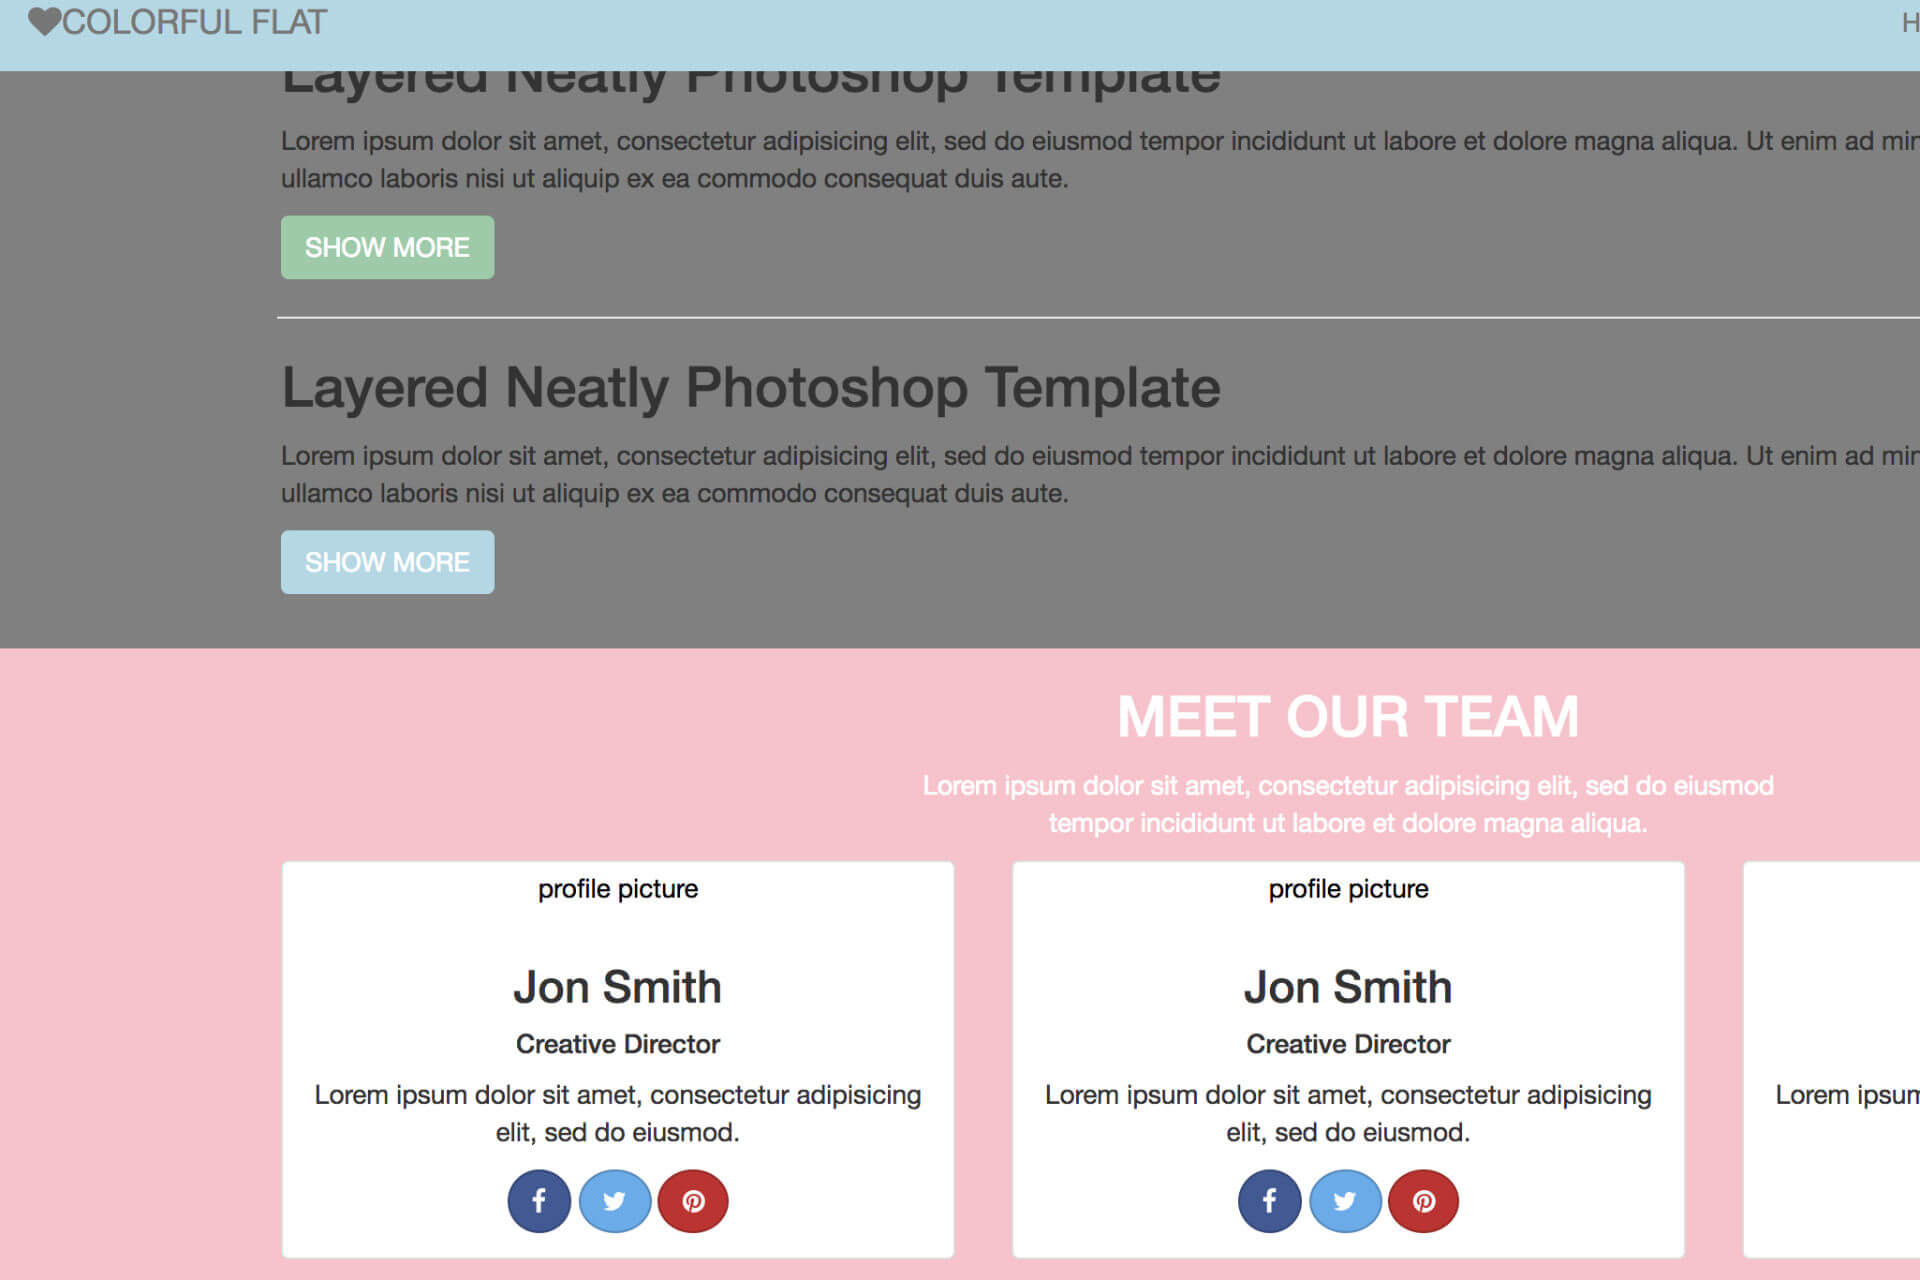 COLORFUL FLAT
Layered Neatly Photoshop Template
Lorem ipsum dolor sit amet, consectetur adipisicing elit, sed do eiusmod tempor incididunt ut labore et dolore magna aliqua. Ut enim ad
ullamco laboris nisi ut aliquip ex ea commodo consequat duis aute.
SHOW MORE
Layered Neatly Photoshop Template
Lorem ipsum dolor sit amet, consectetur adipisicing elit, sed do eiusmod tempor incididunt ut labore et dolore magna aliqua. Ut enim ad
ullamco laboris nisi ut aliquip ex ea commodo consequat duis aute.
SHOW MORE
MEET OUR TEAM
Lorem ipsum dolor sit amet, consectetur adipisicing elit, sed do eiusmod
tempor incididunt ut labore et dolore magna aliqua.
profile picture
Jon Smith
Creative Director
Lorem ipsum dolor sit amet, consectetur adipisicing
elit, sed do eiusmod.
profile picture
Jon Smith
Creative Director
Lorem ipsum dolor sit amet, consectetur adipisicing
elit, sed do eiusmod.
Lorem